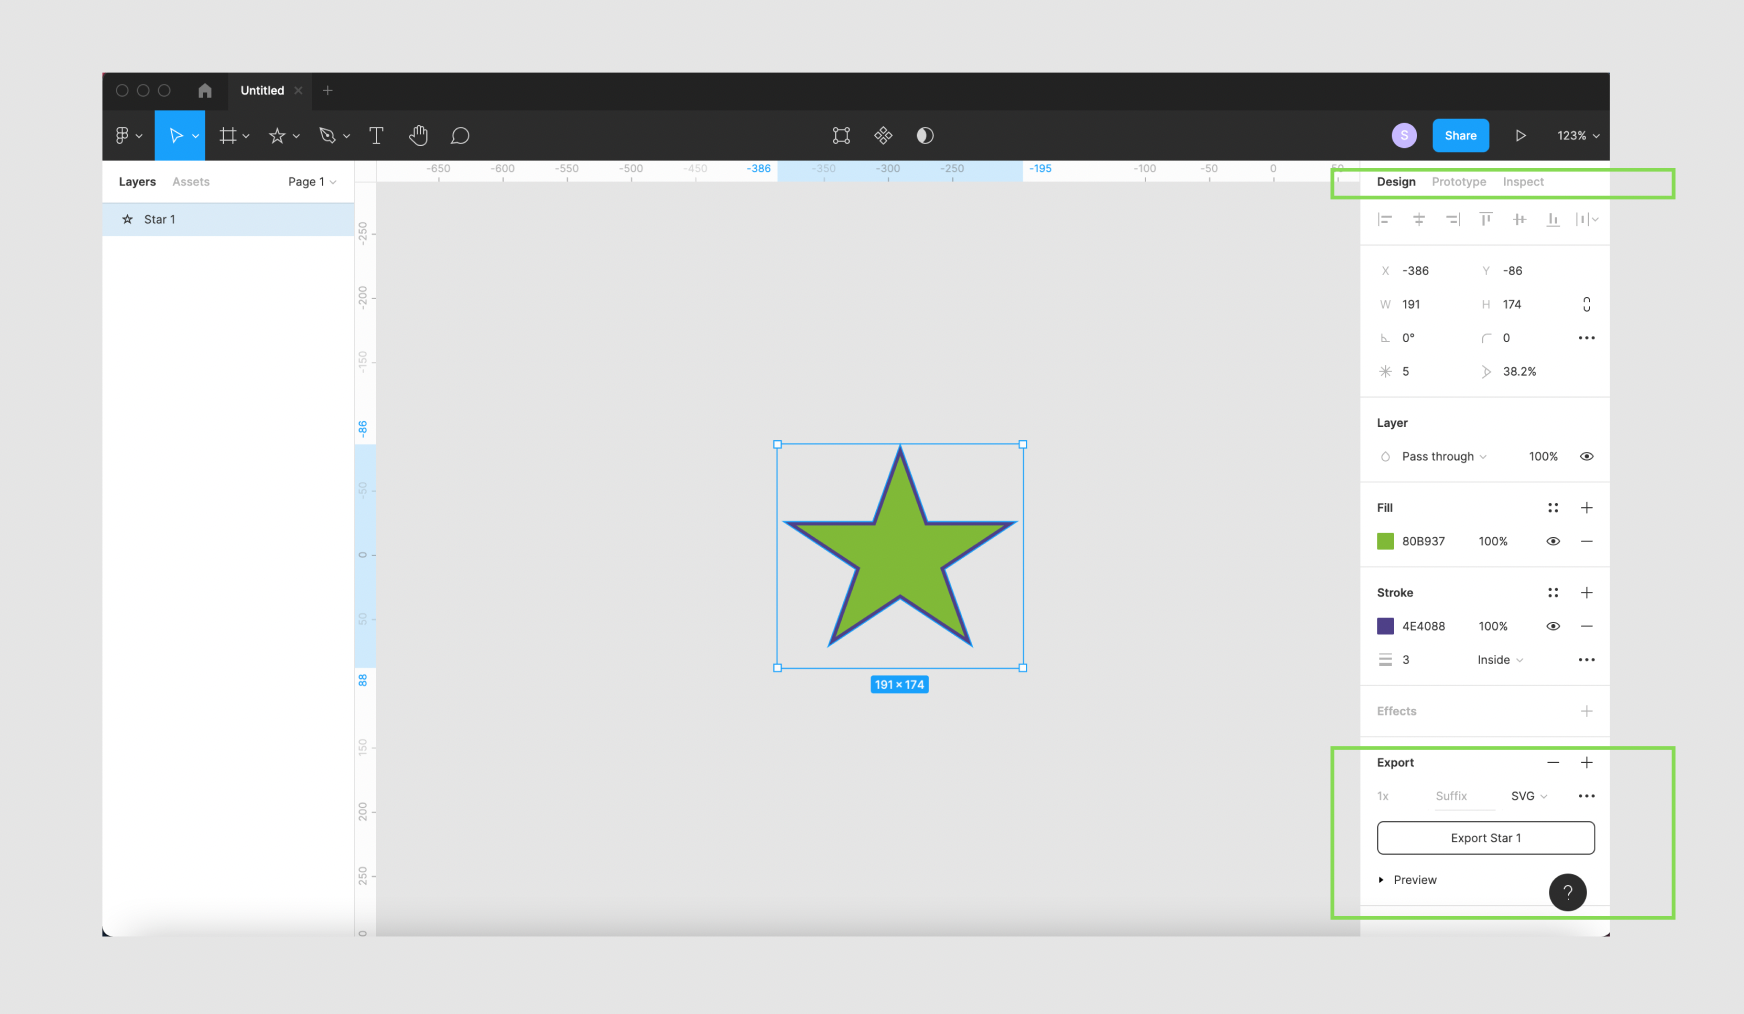 Untitled
S
Share
123%
Layers
Assets
Page 1
-650
-600
-550
-500
-450
-386
-350
-300
-250
-195
-100
-50
0
50
Design
Prototype
Inspect
Star 1
-250
-200
-150
-86
-50
0
50
88
150
200
250
191 × 174
X -386
Y -86
W 191
H 174
0°
0
5
38.2%
Layer
Pass through
100%
Fill
80B937
100%
Stroke
4E4088
100%
3
Inside
Effects
Export
1x
Suffix
SVG
Export Star 1
Preview
?